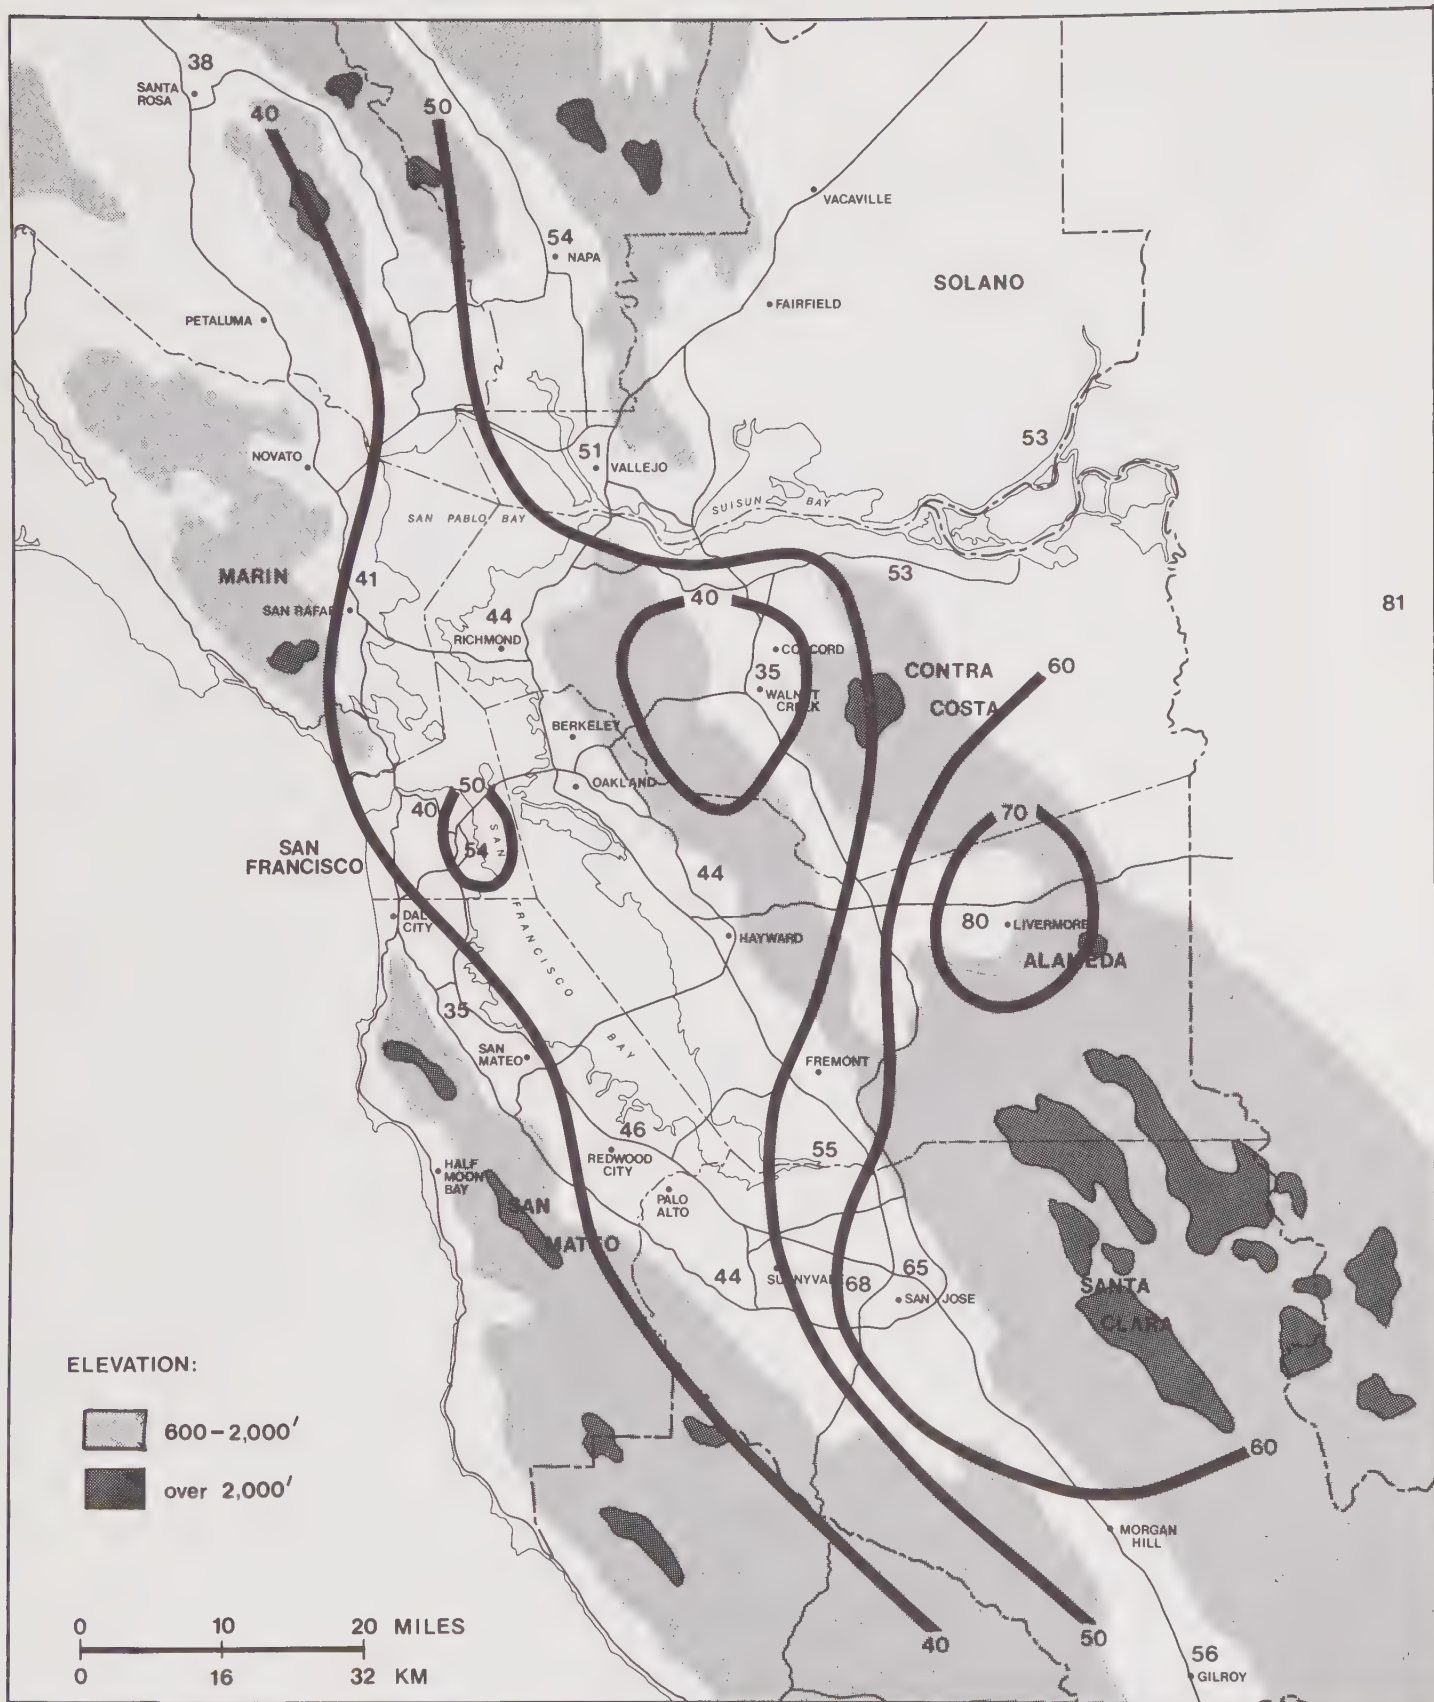 38
SANTA
ROSA
40
50
VACAVILLE
54
NAPA
SOLANO
FAIRFIELD
PETALUMA
53
51
VALLEJO
NOVATO
SUISUN BAY
SAN PABLO BAY
MARIN
41
53
40
81
SAN RAFAEL
44
RICHMOND
CONCORD
35
WALNUT
CREEK
CONTRA
COSTA
60
BERKELEY
OAKLAND
50
40
54
70
SAN
FRANCISCO
44
SAN
FRANCISCO
BAY
DALY
CITY
HAYWARD
80
LIVERMORE
ALAMEDA
35
SAN
MATEO
FREMONT
46
REDWOOD
CITY
55
HALF
MOON
BAY
PALO
ALTO
SAN
MATEO
44
SUNNYVALE
68
65
SAN JOSE
SANTA
CLARA
ELEVATION:
600-2,000'
over 2,000'
60
MORGAN
HILL
0 10 20 MILES
0 16 32 KM
40
50
56
GILROY